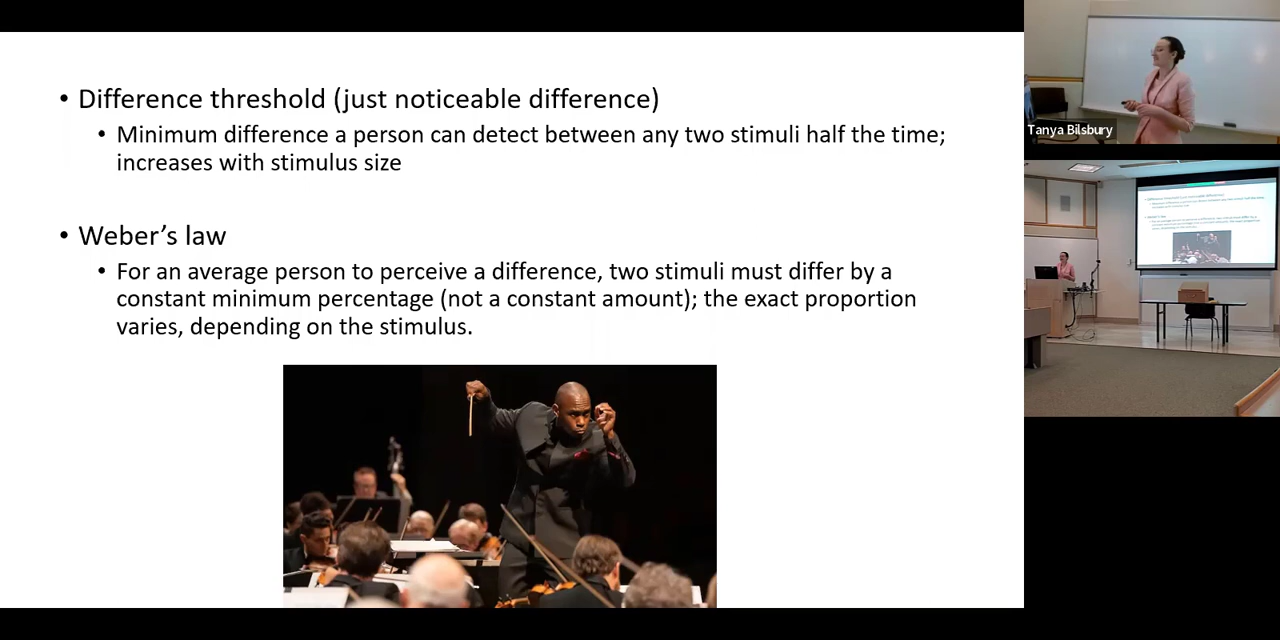 • Difference threshold (just noticeable difference)
• Minimum difference a person can detect between any two stimuli half the time;
increases with stimulus size
• Weber’s law
• For an average person to perceive a difference, two stimuli must differ by a
constant minimum percentage (not a constant amount); the exact proportion
varies, depending on the stimulus.
Tanya Bilsbury